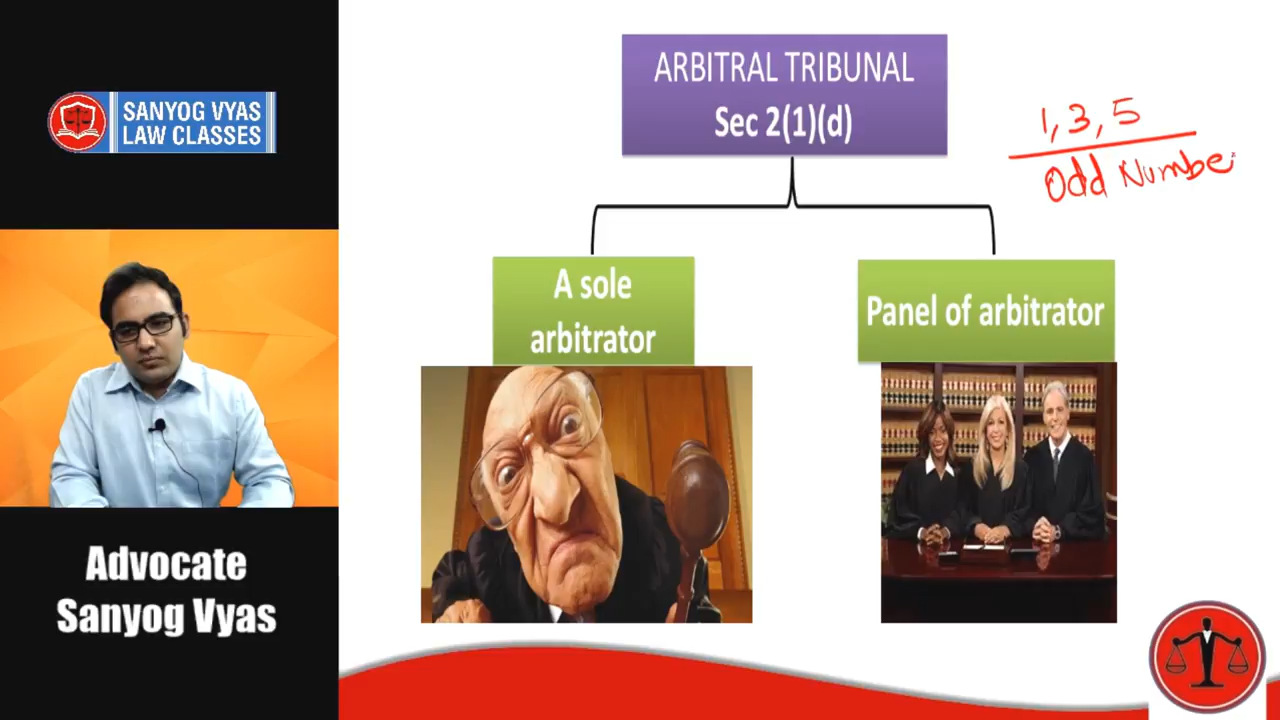 SANYOG VYAS
LAW CLASSES
ARBITRAL TRIBUNAL
Sec 2(1)(d)
1, 3, 5
Odd Numbe
A sole
arbitrator
Panel of arbitrator
Advocate
Sanyog Vyas